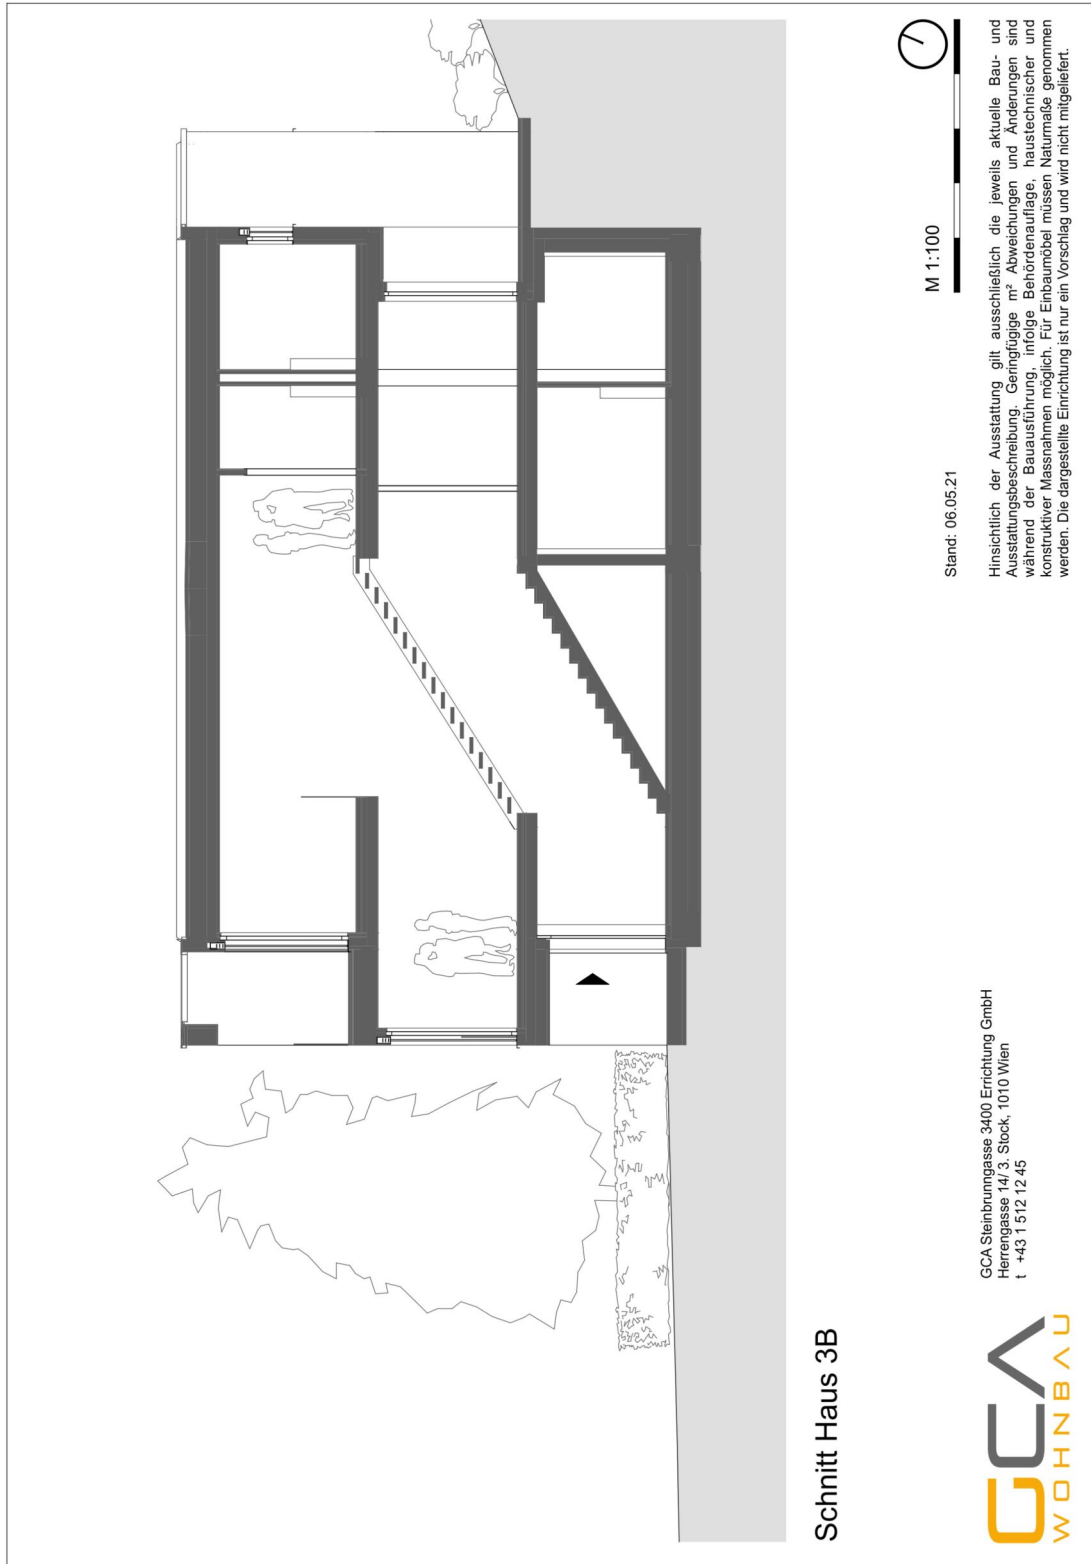 Schnitt Haus 3B
GCA
WOHNBAU
GCA Steinbrunngasse 3400 Errichtung GmbH
Herrengasse 14/ 3. Stock, 1010 Wien
t +43 1 512 12 45
Stand: 06.05.21
M 1:100
Hinsichtlich der Ausstattung gilt ausschließlich die jeweils aktuelle Bau- und
Ausstattungsbeschreibung. Geringfügige m² Abweichungen und Änderungen sind
während der Bauausführung, infolge Behördenauflage, haustechnischer und
konstruktiver Massnahmen möglich. Für Einbaumöbel müssen Naturmaße genommen
werden. Die dargestellte Einrichtung ist nur ein Vorschlag und wird nicht mitgeliefert.